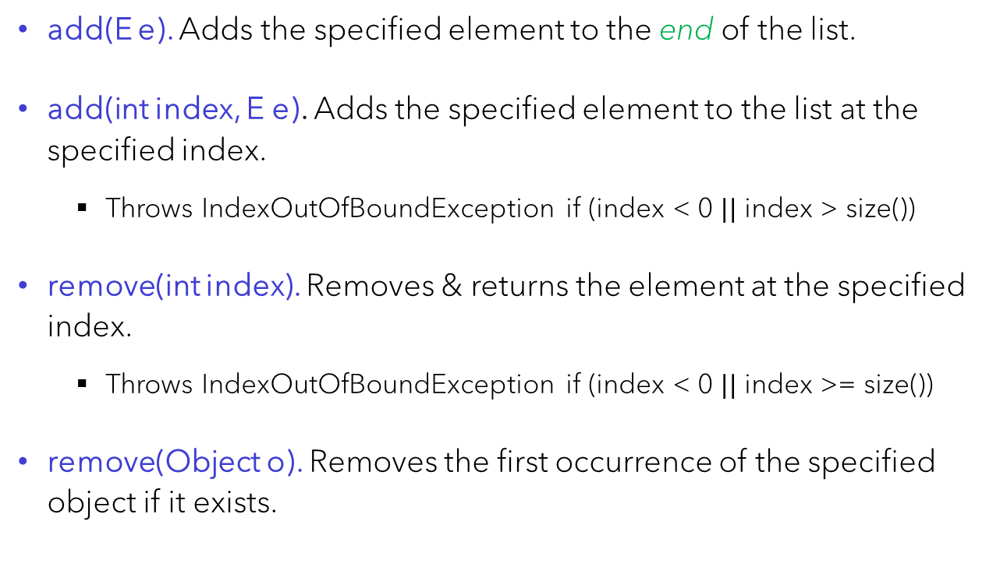 • add(E e). Adds the specified element to the end of the list.
• add(int index, E e). Adds the specified element to the list at the
specified index.
▪ Throws IndexOutOfBoundException if (index < 0 || index > size())
• remove(int index). Removes & returns the element at the specified
index.
▪ Throws IndexOutOfBoundException if (index < 0 || index >= size())
• remove(Object o). Removes the first occurrence of the specified
object if it exists.